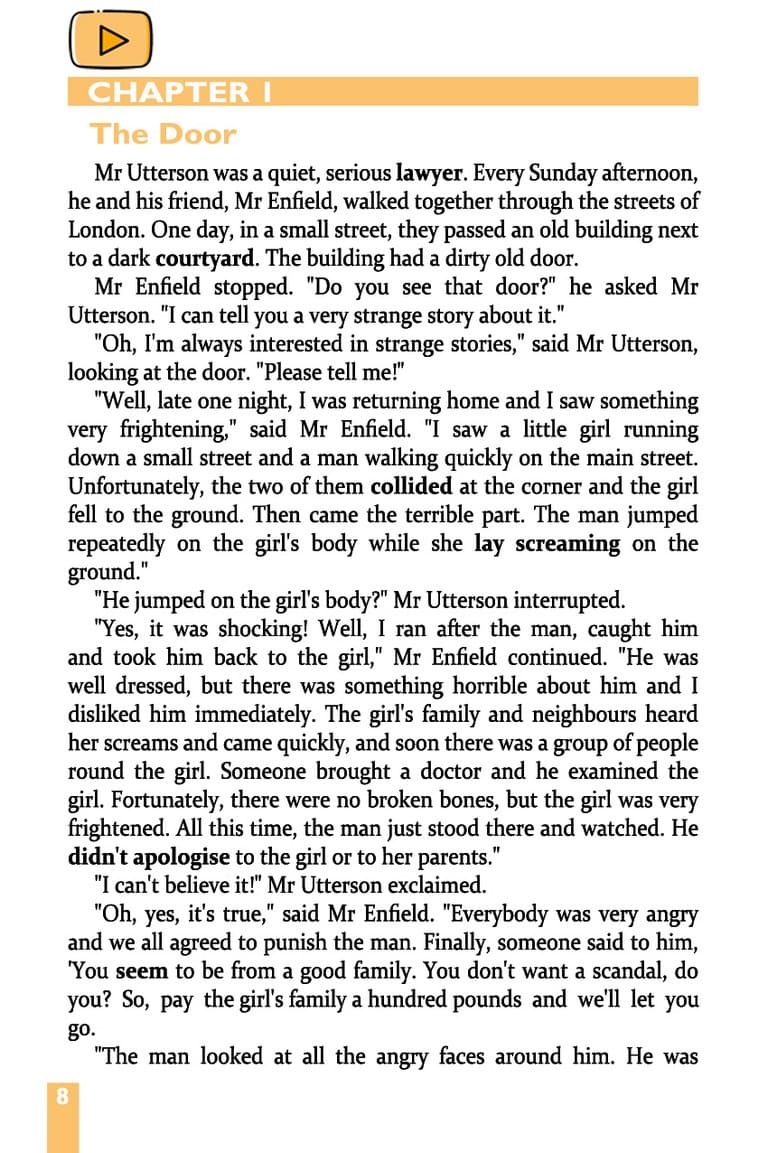 CHAPTER I
The Door
Mr Utterson was a quiet, serious lawyer. Every Sunday afternoon,
he and his friend, Mr Enfield, walked together through the streets of
London. One day, in a small street, they passed an old building next
to a dark courtyard. The building had a dirty old door.
Mr Enfield stopped. "Do you see that door?" he asked Mr
Utterson. "I can tell you a very strange story about it."
"Oh, I'm always interested in strange stories," said Mr Utterson,
looking at the door. "Please tell me!"
"Well, late one night, I was returning home and I saw something
very frightening," said Mr Enfield. "I saw a little girl running
down a small street and a man walking quickly on the main street.
Unfortunately, the two of them collided at the corner and the girl
fell to the ground. Then came the terrible part. The man jumped
repeatedly on the girl's body while she lay screaming on the
ground."
"He jumped on the girl's body?" Mr Utterson interrupted.
"Yes, it was shocking! Well, I ran after the man, caught him
and took him back to the girl," Mr Enfield continued. "He was
well dressed, but there was something horrible about him and I
disliked him immediately. The girl's family and neighbours heard
her screams and came quickly, and soon there was a group of people
round the girl. Someone brought a doctor and he examined the
girl. Fortunately, there were no broken bones, but the girl was very
frightened. All this time, the man just stood there and watched. He
didn't apologise to the girl or to her parents."
"I can't believe it!" Mr Utterson exclaimed.
"Oh, yes, it's true," said Mr Enfield. "Everybody was very angry
and we all agreed to punish the man. Finally, someone said to him,
'You seem to be from a good family. You don't want a scandal, do
you? So, pay the girl's family a hundred pounds and we'll let you
go.
"The man looked at all the angry faces around him. He was
8